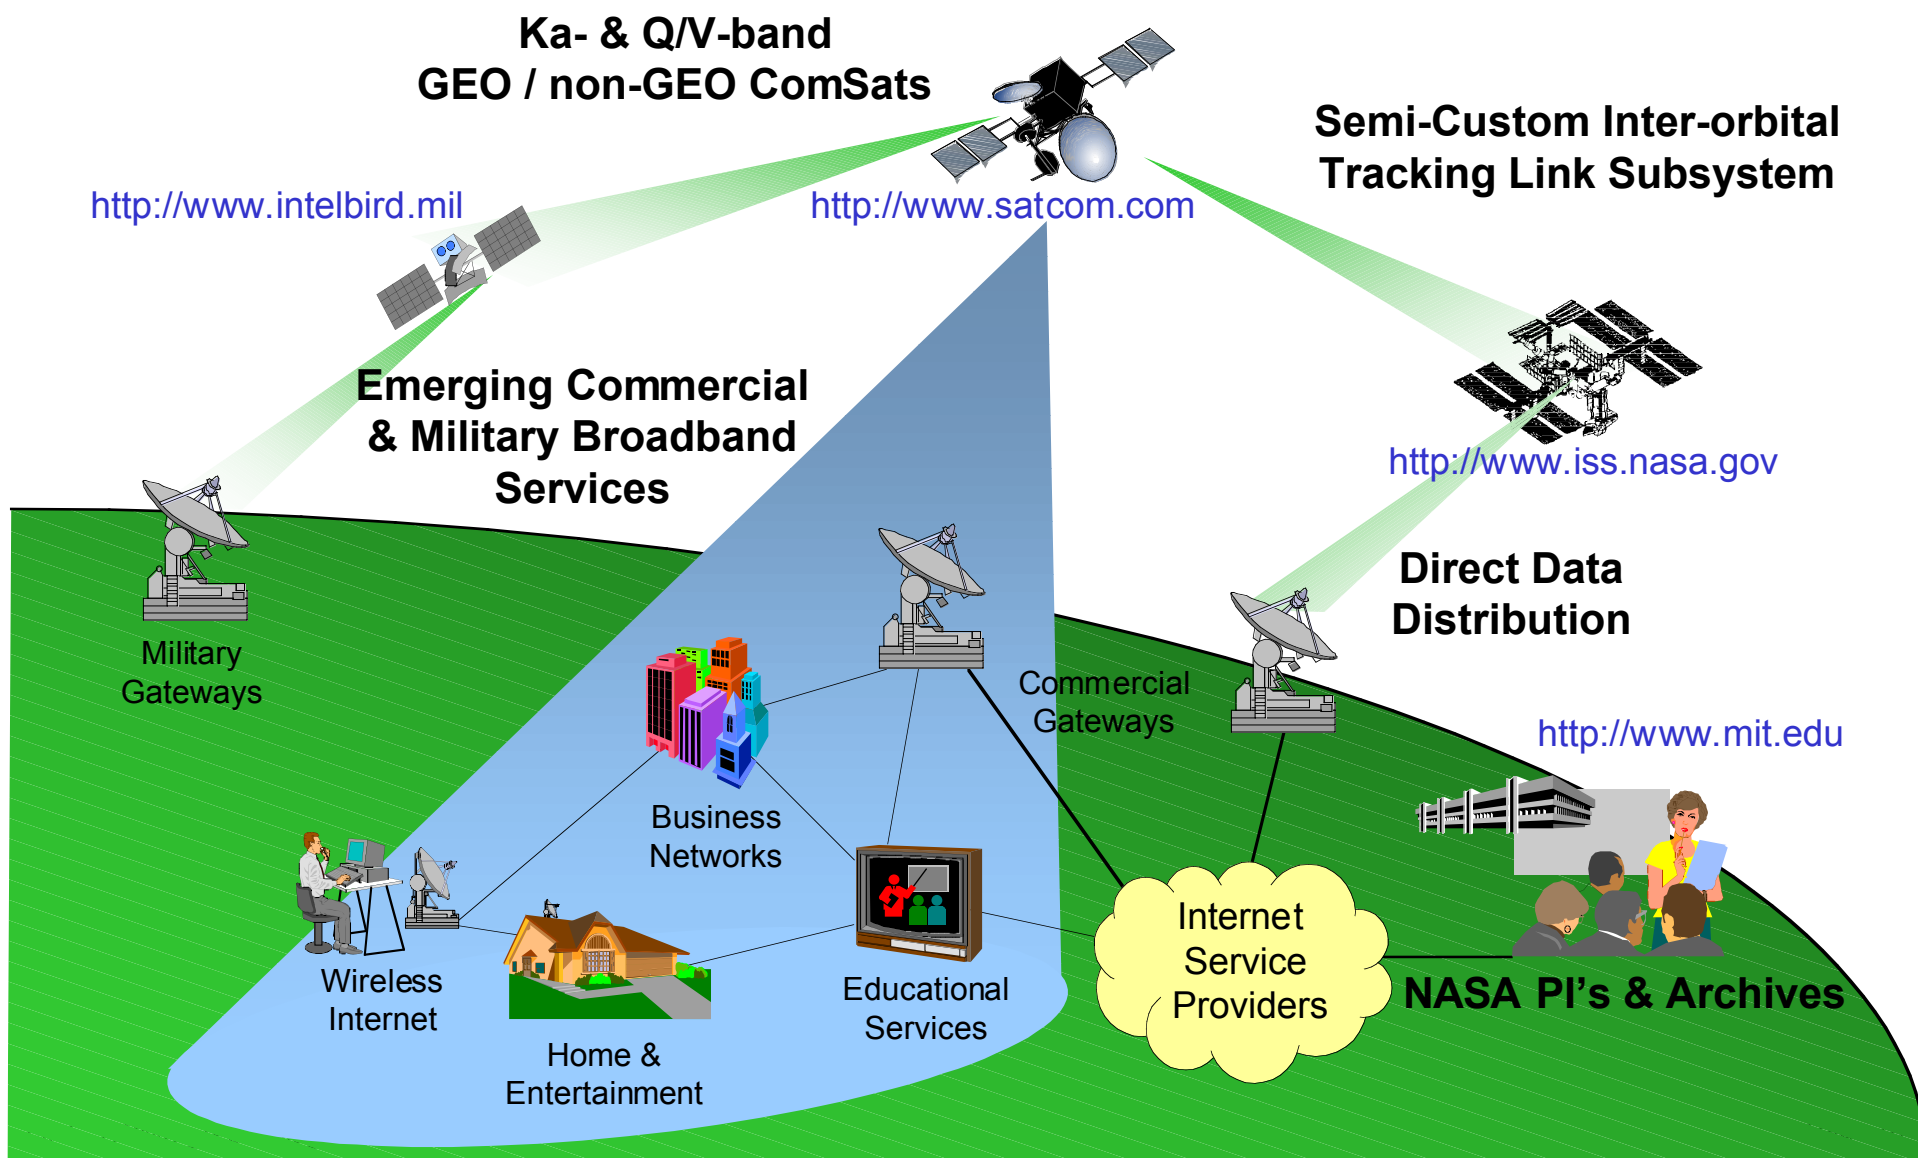 Ka- & Q/V-band
GEO / non-GEO ComSats
Semi-Custom Inter-orbital
Tracking Link Subsystem
http://www.intelbird.mil
http://www.satcom.com
Emerging Commercial
& Military Broadband
Services
http://www.iss.nasa.gov
Direct Data
Distribution
Military
Gateways
Commercial
Gateways
http://www.mit.edu
Business
Networks
Internet
Service
Providers
Wireless
Internet
Educational
Services
NASA PI's & Archives
Home &
Entertainment